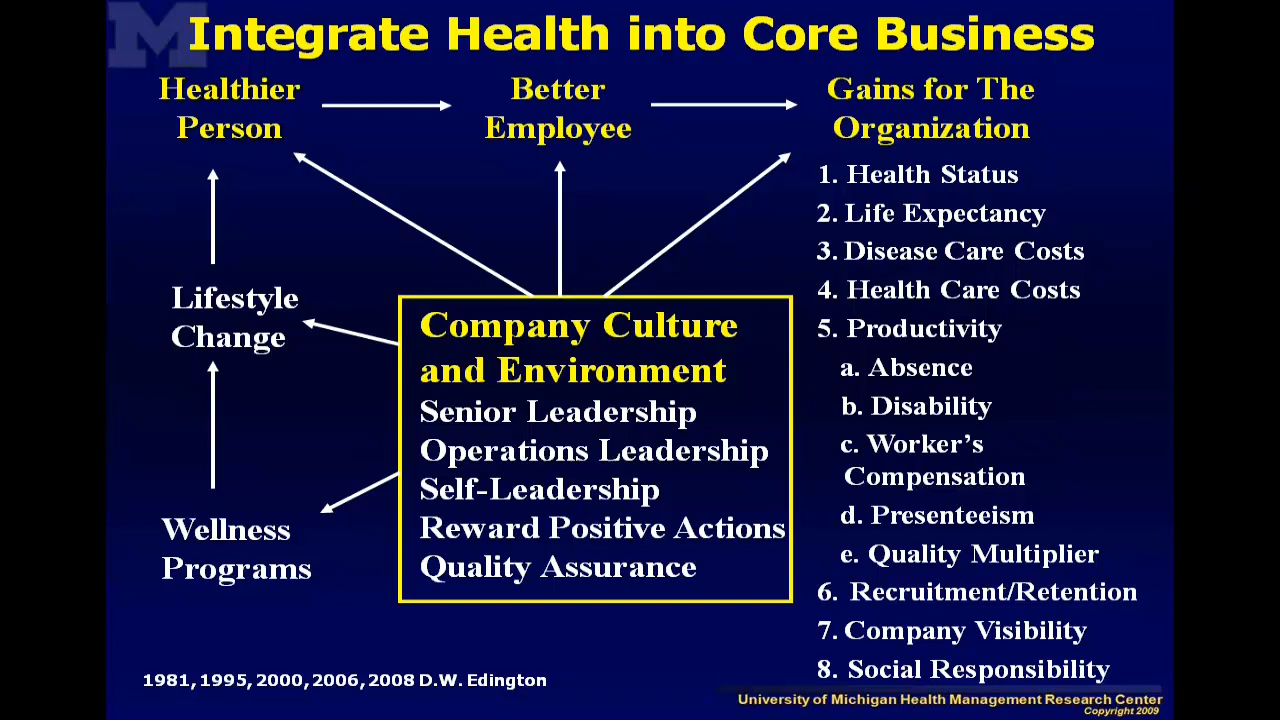 Integrate Health into Core Business
Healthier
Person
Better
Employee
Gains for The
Organization
1. Health Status
2. Life Expectancy
3. Disease Care Costs
4. Health Care Costs
5. Productivity
a. Absence
b. Disability
c. Worker's
Compensation
d. Presenteeism
e. Quality Multiplier
6. Recruitment/Retention
7. Company Visibility
8. Social Responsibility
Lifestyle
Change
Wellness
Programs
Company Culture
and Environment
Senior Leadership
Operations Leadership
Self-Leadership
Reward Positive Actions
Quality Assurance
1981, 1995, 2000, 2006, 2008 D.W. Edington
University of Michigan Health Management Research Center
Copyright 2009
M